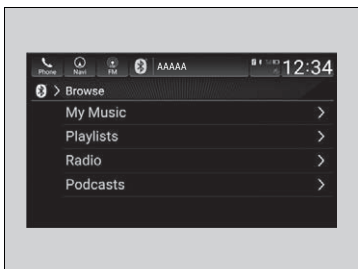 Phone Navi FM AAAAA 12:34
> Browse
My Music >
Playlists >
Radio >
Podcasts >